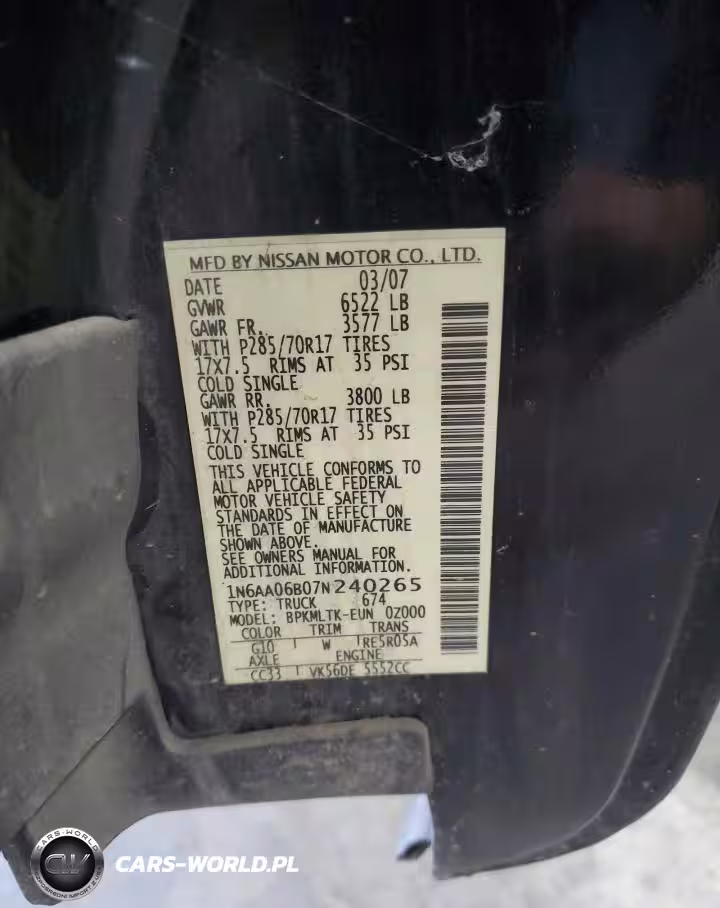 MFD BY NISSAN MOTOR CO., LTD.
DATE 03/07
GVWR 6522 LB
GAWR FR. 3577 LB
WITH P285/70R17 TIRES
17X7.5 RIMS AT 35 PSI
COLD SINGLE
GAWR RR. 3800 LB
WITH P285/70R17 TIRES
17X7.5 RIMS AT 35 PSI
COLD SINGLE
THIS VEHICLE CONFORMS TO
ALL APPLICABLE FEDERAL
MOTOR VEHICLE SAFETY
STANDARDS IN EFFECT ON
THE DATE OF MANUFACTURE
SHOWN ABOVE.
SEE OWNERS MANUAL FOR
ADDITIONAL INFORMATION.
1N6AA06B07N240265
TYPE: TRUCK 674
MODEL: BPKMLTK-EUN 0Z000
COLOR TRIM TRANS
G10 W RE5R05A
AXLE ENGINE
CC33 VK56DE 5552CC
CARS-WORLD
CW
CARS-WORLD.PL